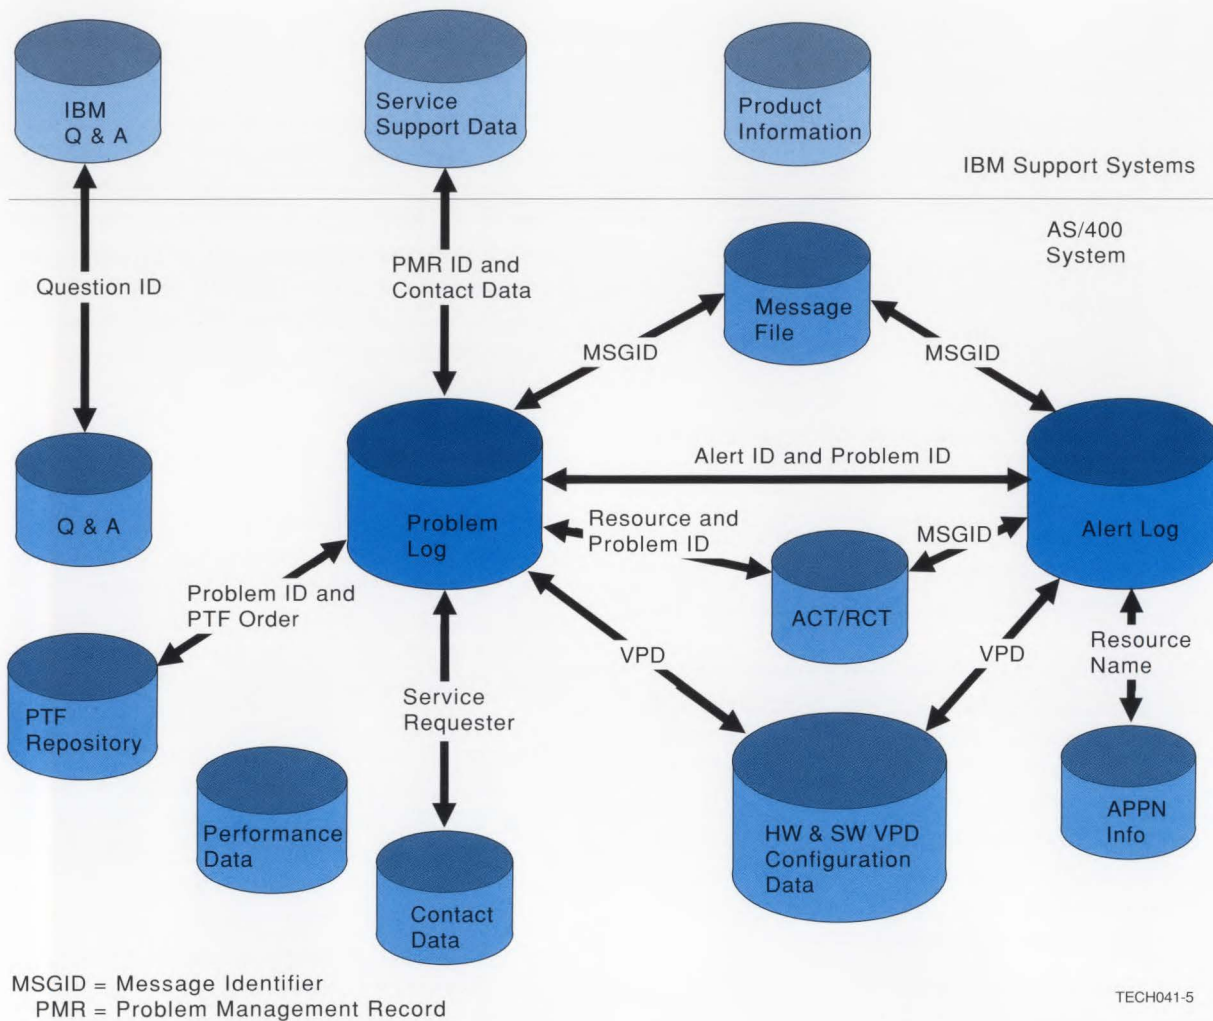 IBM
Q & A
Service
Support Data
Product
Information
IBM Support Systems
AS/400
System
Question ID
PMR ID and
Contact Data
Message
File
MSGID
MSGID
Alert ID and Problem ID
Q & A
Problem
Log
Resource and
Problem ID
MSGID
Alert Log
Problem ID and
PTF Order
ACT/RCT
VPD
VPD
Resource
Name
Service
Requester
PTF
Repository
Performance
Data
HW & SW VPD
Configuration
Data
APPN
Info
Contact
Data
MSGID = Message Identifier
PMR = Problem Management Record
TECH041-5